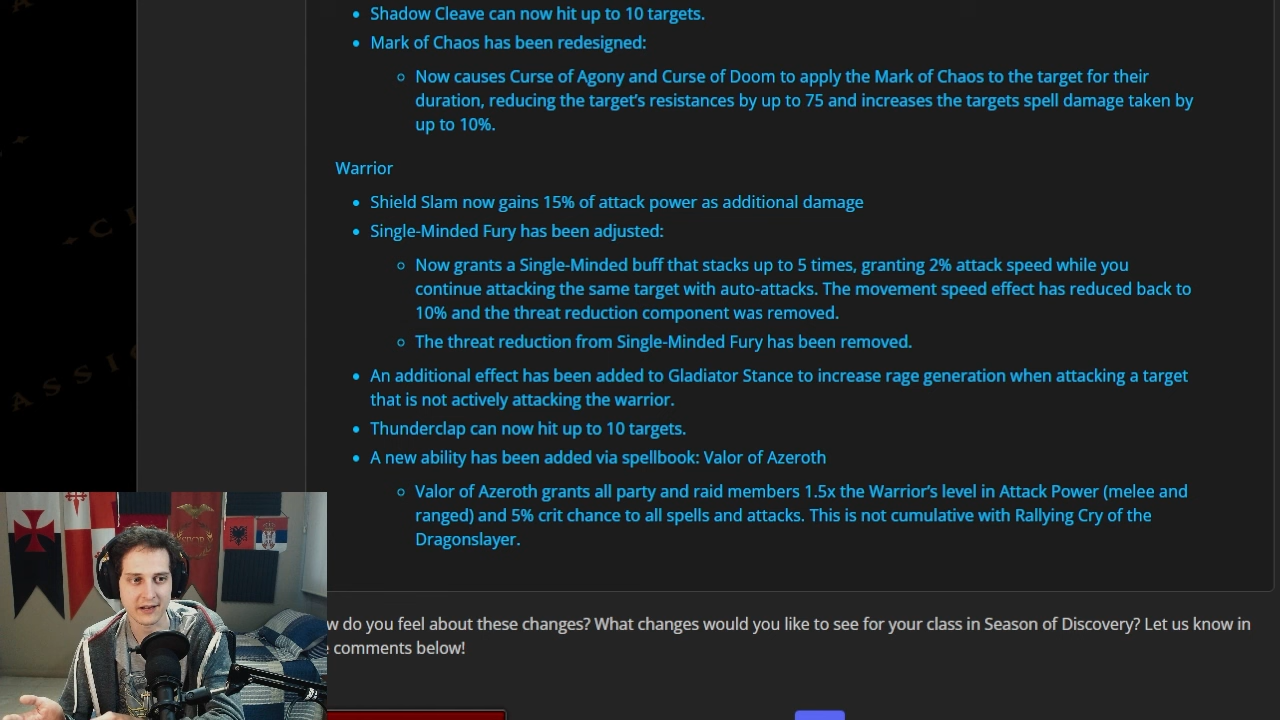 Shadow Cleave can now hit up to 10 targets.
Mark of Chaos has been redesigned:
Now causes Curse of Agony and Curse of Doom to apply the Mark of Chaos to the target for their
duration, reducing the target's resistances by up to 75 and increases the targets spell damage taken by
up to 10%.
Warrior
Shield Slam now gains 15% of attack power as additional damage
Single-Minded Fury has been adjusted:
Now grants a Single-Minded buff that stacks up to 5 times, granting 2% attack speed while you
continue attacking the same target with auto-attacks. The movement speed effect has reduced back to
10% and the threat reduction component was removed.
The threat reduction from Single-Minded Fury has been removed.
An additional effect has been added to Gladiator Stance to increase rage generation when attacking a target
that is not actively attacking the warrior.
Thunderclap can now hit up to 10 targets.
A new ability has been added via spellbook: Valor of Azeroth
Valor of Azeroth grants all party and raid members 1.5x the Warrior's level in Attack Power (melee and
ranged) and 5% crit chance to all spells and attacks. This is not cumulative with Rallying Cry of the
Dragonslayer.
do you feel about these changes? What changes would you like to see for your class in Season of Discovery? Let us know in
comments below!